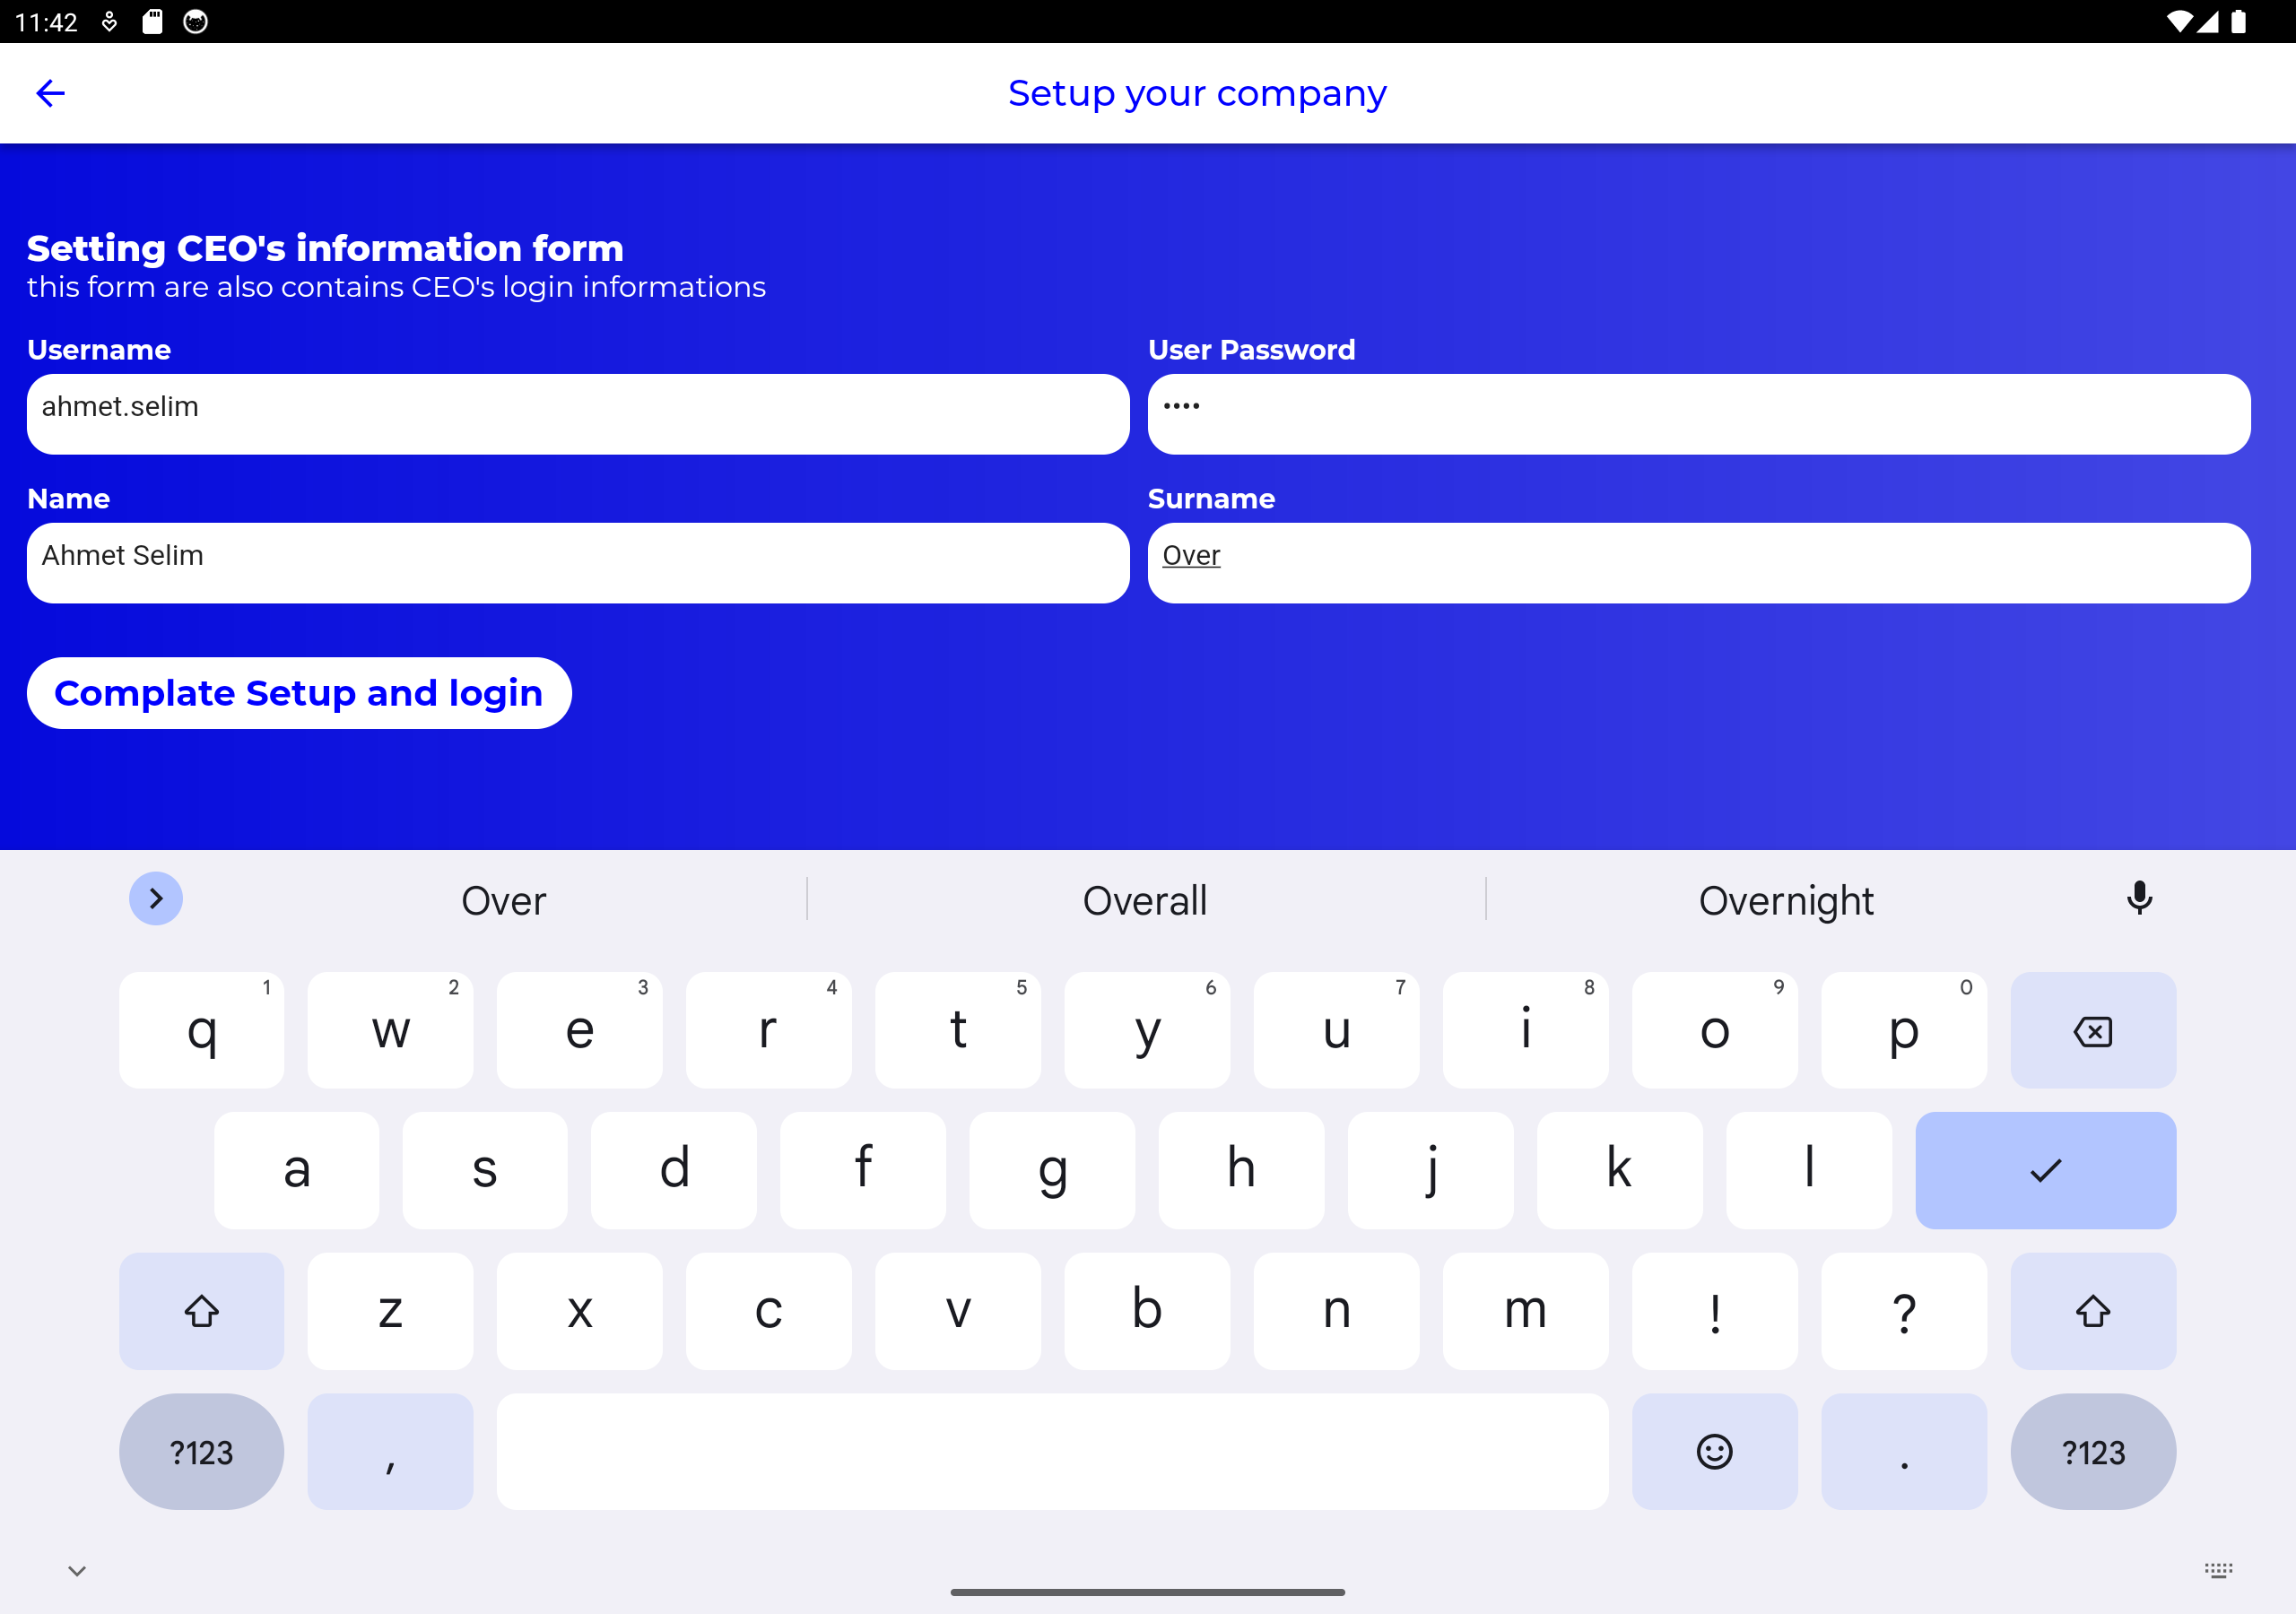 11:42
Setup your company
Setting CEO's information form
this form are also contains CEO's login informations
Username
User Password
ahmet.selim
••••
Name
Surname
Ahmet Selim
Over
Complate Setup and login
Over Overall Overnight
q 1 w 2 e 3 r 4 t 5 y 6 u 7 i 8 o 9 p 0
a s d f g h j k l
z x c v b n m ! ?
?123 , . ?123